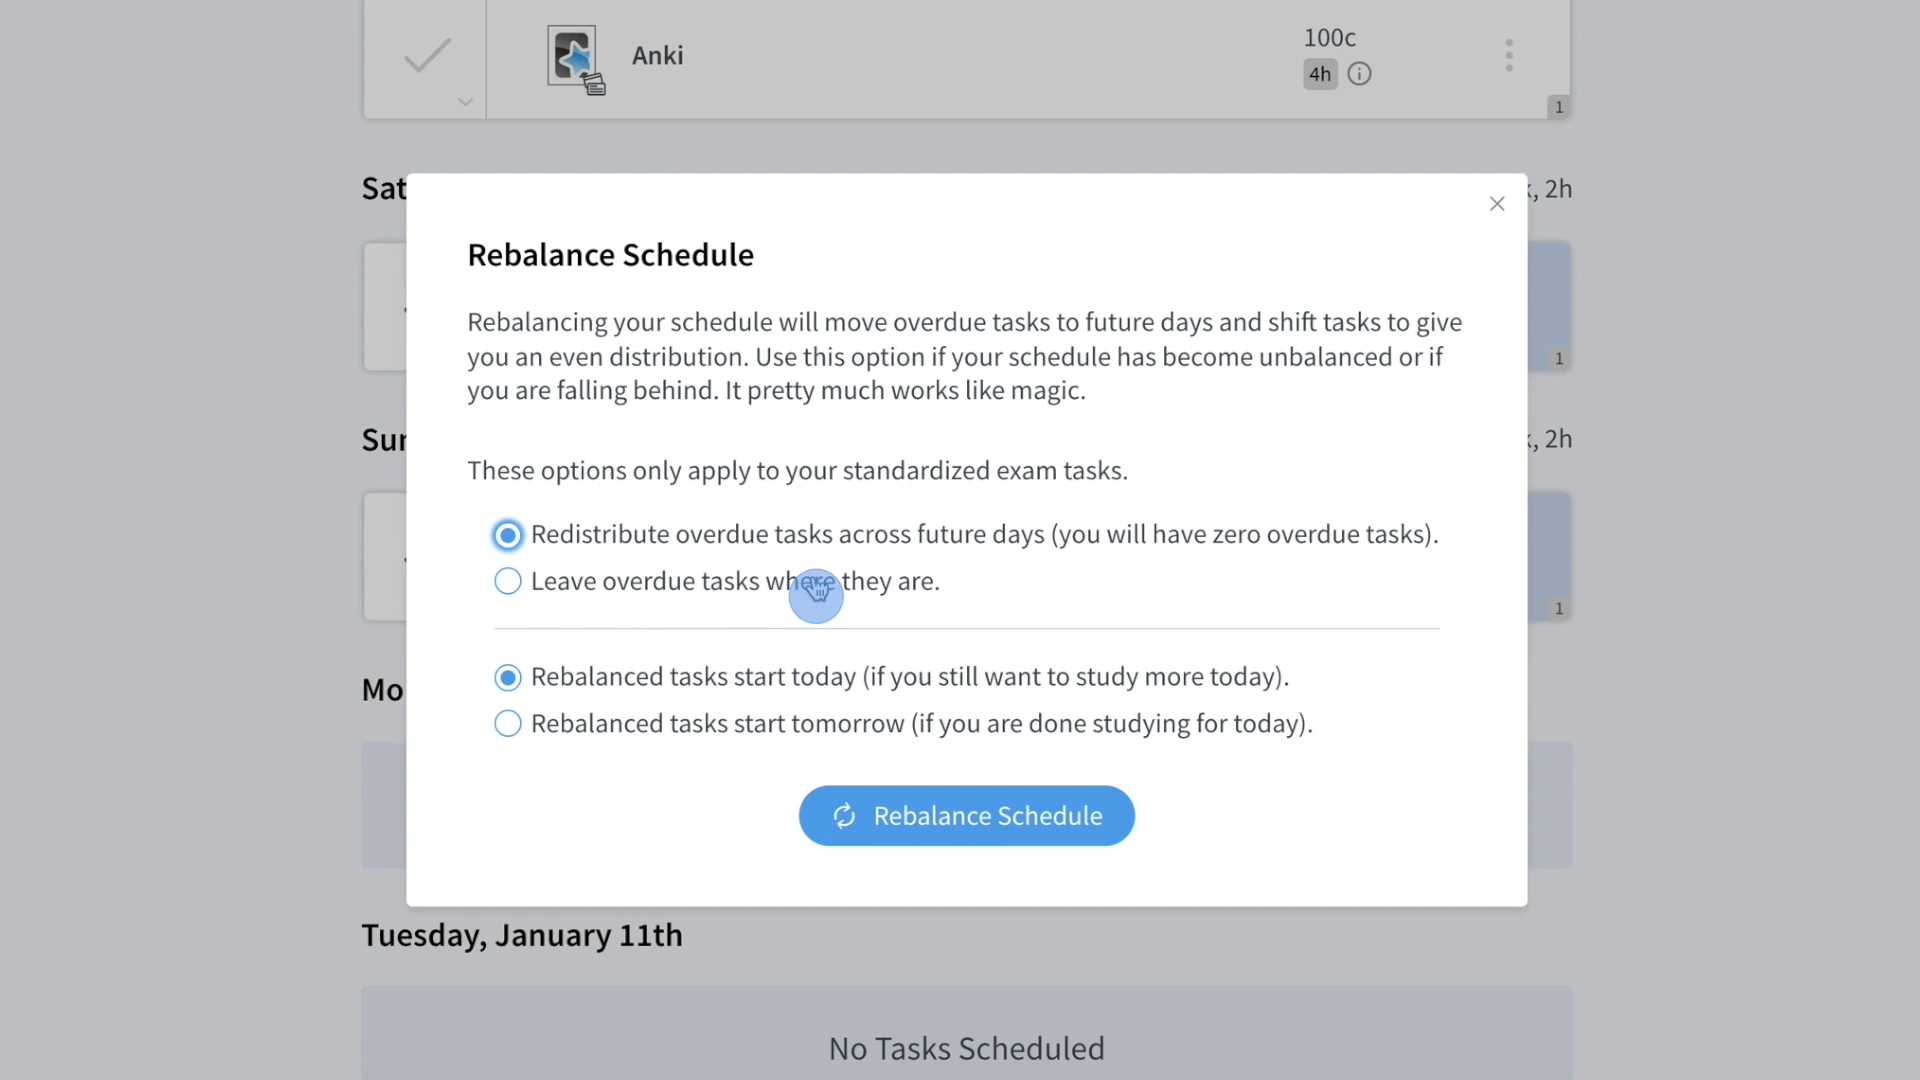 Anki
100c
4h
1
Sat
, 2h
Rebalance Schedule
Rebalancing your schedule will move overdue tasks to future days and shift tasks to give
you an even distribution. Use this option if your schedule has become unbalanced or if
you are falling behind. It pretty much works like magic.
1
Sun
, 2h
These options only apply to your standardized exam tasks.
Redistribute overdue tasks across future days (you will have zero overdue tasks).
Leave overdue tasks where they are.
1
Rebalanced tasks start today (if you still want to study more today).
Mo
Rebalanced tasks start tomorrow (if you are done studying for today).
Rebalance Schedule
Tuesday, January 11th
No Tasks Scheduled